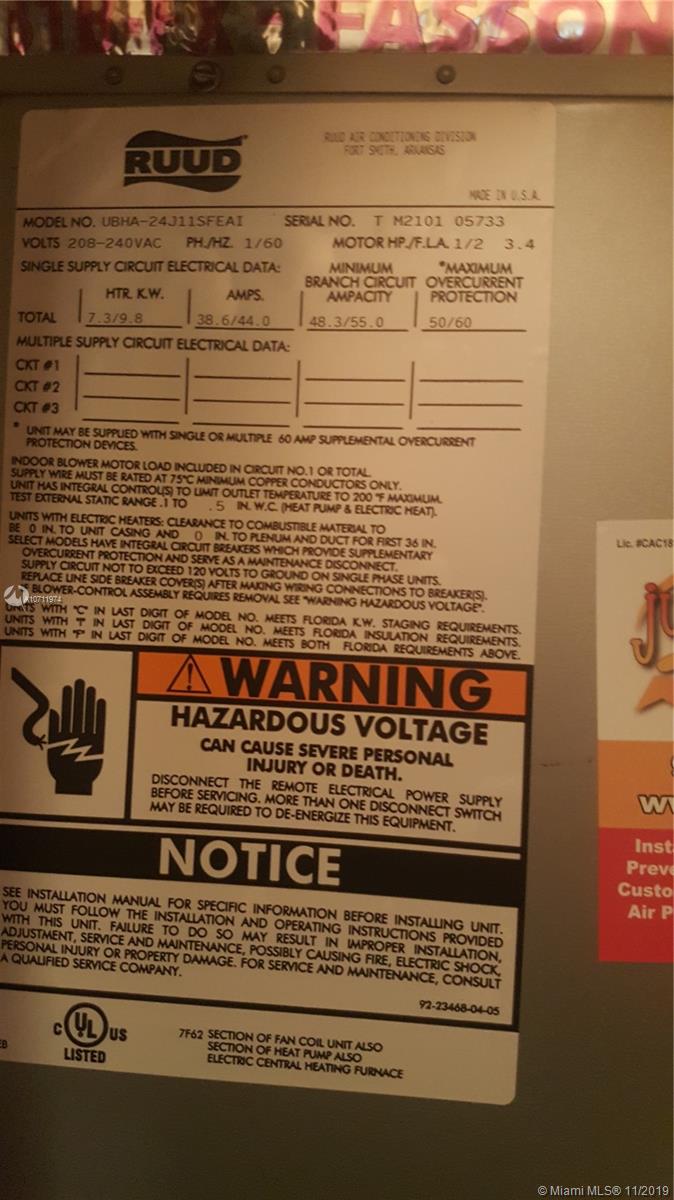 FASSON
RUUD
RUUD AIR CONDITIONING DIVISION
FORT SMITH, ARKANSAS
MADE IN U.S.A.
MODEL NO. UBHA-24J11SFEAI SERIAL NO. T M2101 05733
VOLTS 208-240VAC PH./HZ. 1/60 MOTOR HP./F.L.A. 1/2 3.4
SINGLE SUPPLY CIRCUIT ELECTRICAL DATA: MINIMUM *MAXIMUM
BRANCH CIRCUIT OVERCURRENT
HTR. K.W. AMPS. AMPACITY PROTECTION
TOTAL 7.3/9.8 38.6/44.0 48.3/55.0 50/60
MULTIPLE SUPPLY CIRCUIT ELECTRICAL DATA:
CKT #1
CKT #2
CKT #3
* UNIT MAY BE SUPPLIED WITH SINGLE OR MULTIPLE 60 AMP SUPPLEMENTAL OVERCURRENT
PROTECTION DEVICES.
INDOOR BLOWER MOTOR LOAD INCLUDED IN CIRCUIT NO.1 OR TOTAL.
SUPPLY WIRE MUST BE RATED AT 75°C MINIMUM COPPER CONDUCTORS ONLY.
UNIT HAS INTEGRAL CONTROL(S) TO LIMIT OUTLET TEMPERATURE TO 200 °F MAXIMUM.
TEST EXTERNAL STATIC RANGE .1 TO .5 IN. W.C. (HEAT PUMP & ELECTRIC HEAT).
UNITS WITH ELECTRIC HEATERS: CLEARANCE TO COMBUSTIBLE MATERIAL TO
BE 0 IN. TO UNIT CASING AND 0 IN. TO PLENUM AND DUCT FOR FIRST 36 IN.
SELECT MODELS HAVE INTEGRAL CIRCUIT BREAKERS WHICH PROVIDE SUPPLEMENTARY
OVERCURRENT PROTECTION AND SERVE AS A MAINTENANCE DISCONNECT.
SUPPLY CIRCUIT NOT TO EXCEED 120 VOLTS TO GROUND ON SINGLE PHASE UNITS.
REPLACE LINE SIDE BREAKER COVER(S) AFTER MAKING WIRING CONNECTIONS TO BREAKER(S).
BLOWER-CONTROL ASSEMBLY REQUIRES REMOVAL SEE "WARNING HAZARDOUS VOLTAGE".
A10711974
UNITS WITH "C" IN LAST DIGIT OF MODEL NO. MEETS FLORIDA K.W. STAGING REQUIREMENTS.
UNITS WITH "T" IN LAST DIGIT OF MODEL NO. MEETS FLORIDA INSULATION REQUIREMENTS.
UNITS WITH "F" IN LAST DIGIT OF MODEL NO. MEETS BOTH FLORIDA REQUIREMENTS ABOVE.
WARNING
HAZARDOUS VOLTAGE
CAN CAUSE SEVERE PERSONAL
INJURY OR DEATH.
DISCONNECT THE REMOTE ELECTRICAL POWER SUPPLY
BEFORE SERVICING. MORE THAN ONE DISCONNECT SWITCH
MAY BE REQUIRED TO DE-ENERGIZE THIS EQUIPMENT.
NOTICE
SEE INSTALLATION MANUAL FOR SPECIFIC INFORMATION BEFORE INSTALLING UNIT.
YOU MUST FOLLOW THE INSTALLATION AND OPERATING INSTRUCTIONS PROVIDED
WITH THIS UNIT. FAILURE TO DO SO MAY RESULT IN IMPROPER INSTALLATION,
ADJUSTMENT, SERVICE AND MAINTENANCE, POSSIBLY CAUSING FIRE, ELECTRIC SHOCK,
PERSONAL INJURY OR PROPERTY DAMAGE. FOR SERVICE AND MAINTENANCE, CONSULT
A QUALIFIED SERVICE COMPANY.
92-23468-04-05
C UL US
LISTED
7F62 SECTION OF FAN COIL UNIT ALSO
SECTION OF HEAT PUMP ALSO
ELECTRIC CENTRAL HEATING FURNACE
Lic. #CAC18
Inst
Preve
Custo
Air P
© Miami MLS® 11/2019